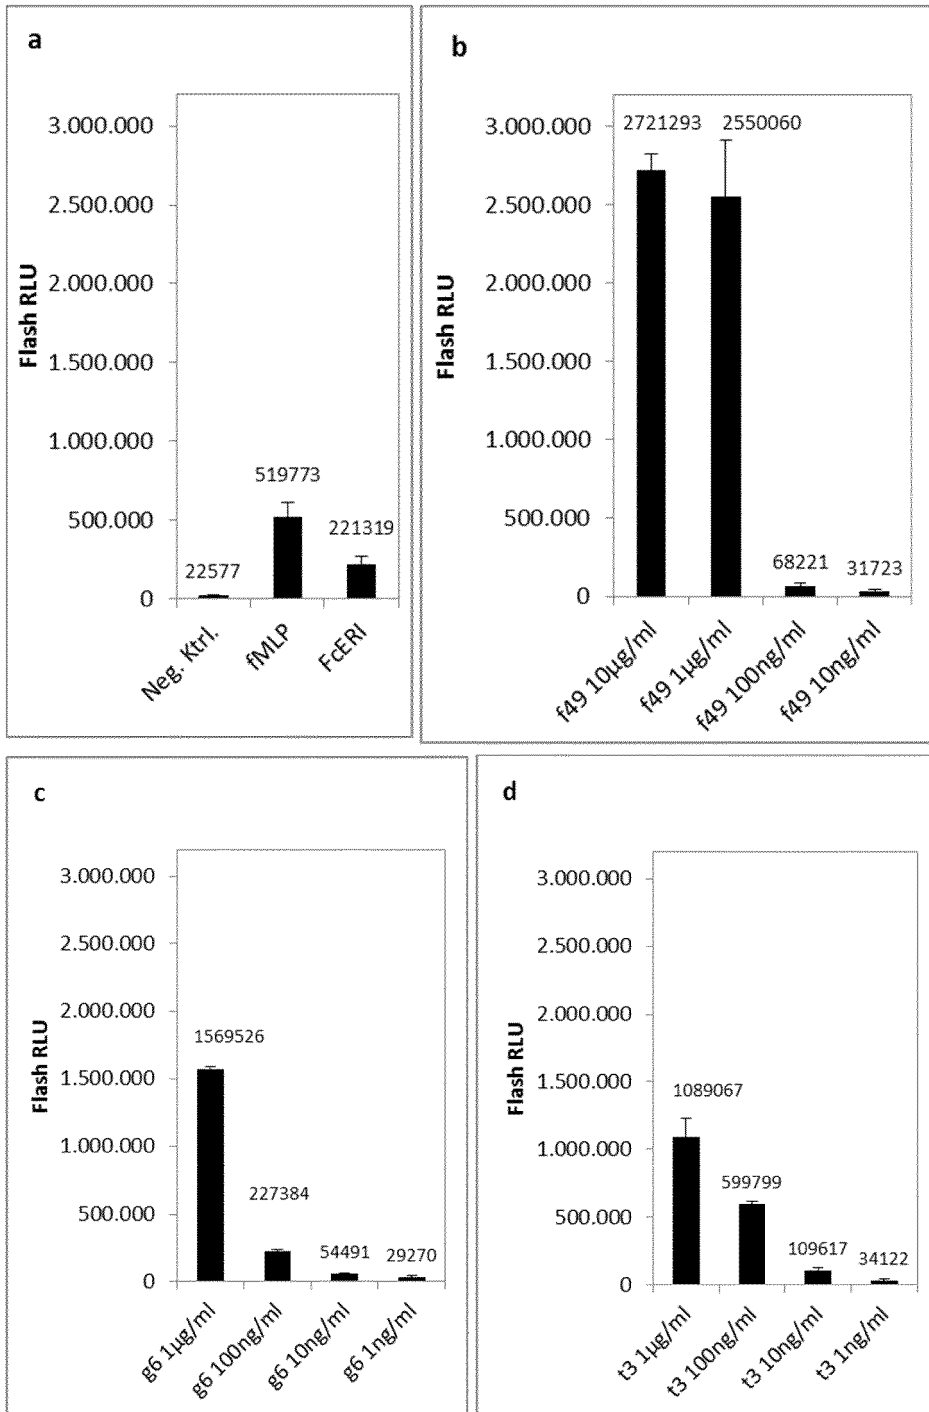 a
Flash RLU
3.000.000
2.500.000
2.000.000
1.500.000
1.000.000
500.000
0
22577
519773
221319
Neg. Ktrl.
fMLP
FcERI
b
Flash RLU
3.000.000
2.500.000
2.000.000
1.500.000
1.000.000
500.000
0
2721293
2550060
68221
31723
f49 10µg/ml
f49 1µg/ml
f49 100ng/ml
f49 10ng/ml
c
Flash RLU
3.000.000
2.500.000
2.000.000
1.500.000
1.000.000
500.000
0
1569526
227384
54491
29270
g6 1µg/ml
g6 100ng/ml
g6 10ng/ml
g6 1ng/ml
d
Flash RLU
3.000.000
2.500.000
2.000.000
1.500.000
1.000.000
500.000
0
1089067
599799
109617
34122
t3 1µg/ml
t3 100ng/ml
t3 10ng/ml
t3 1ng/ml